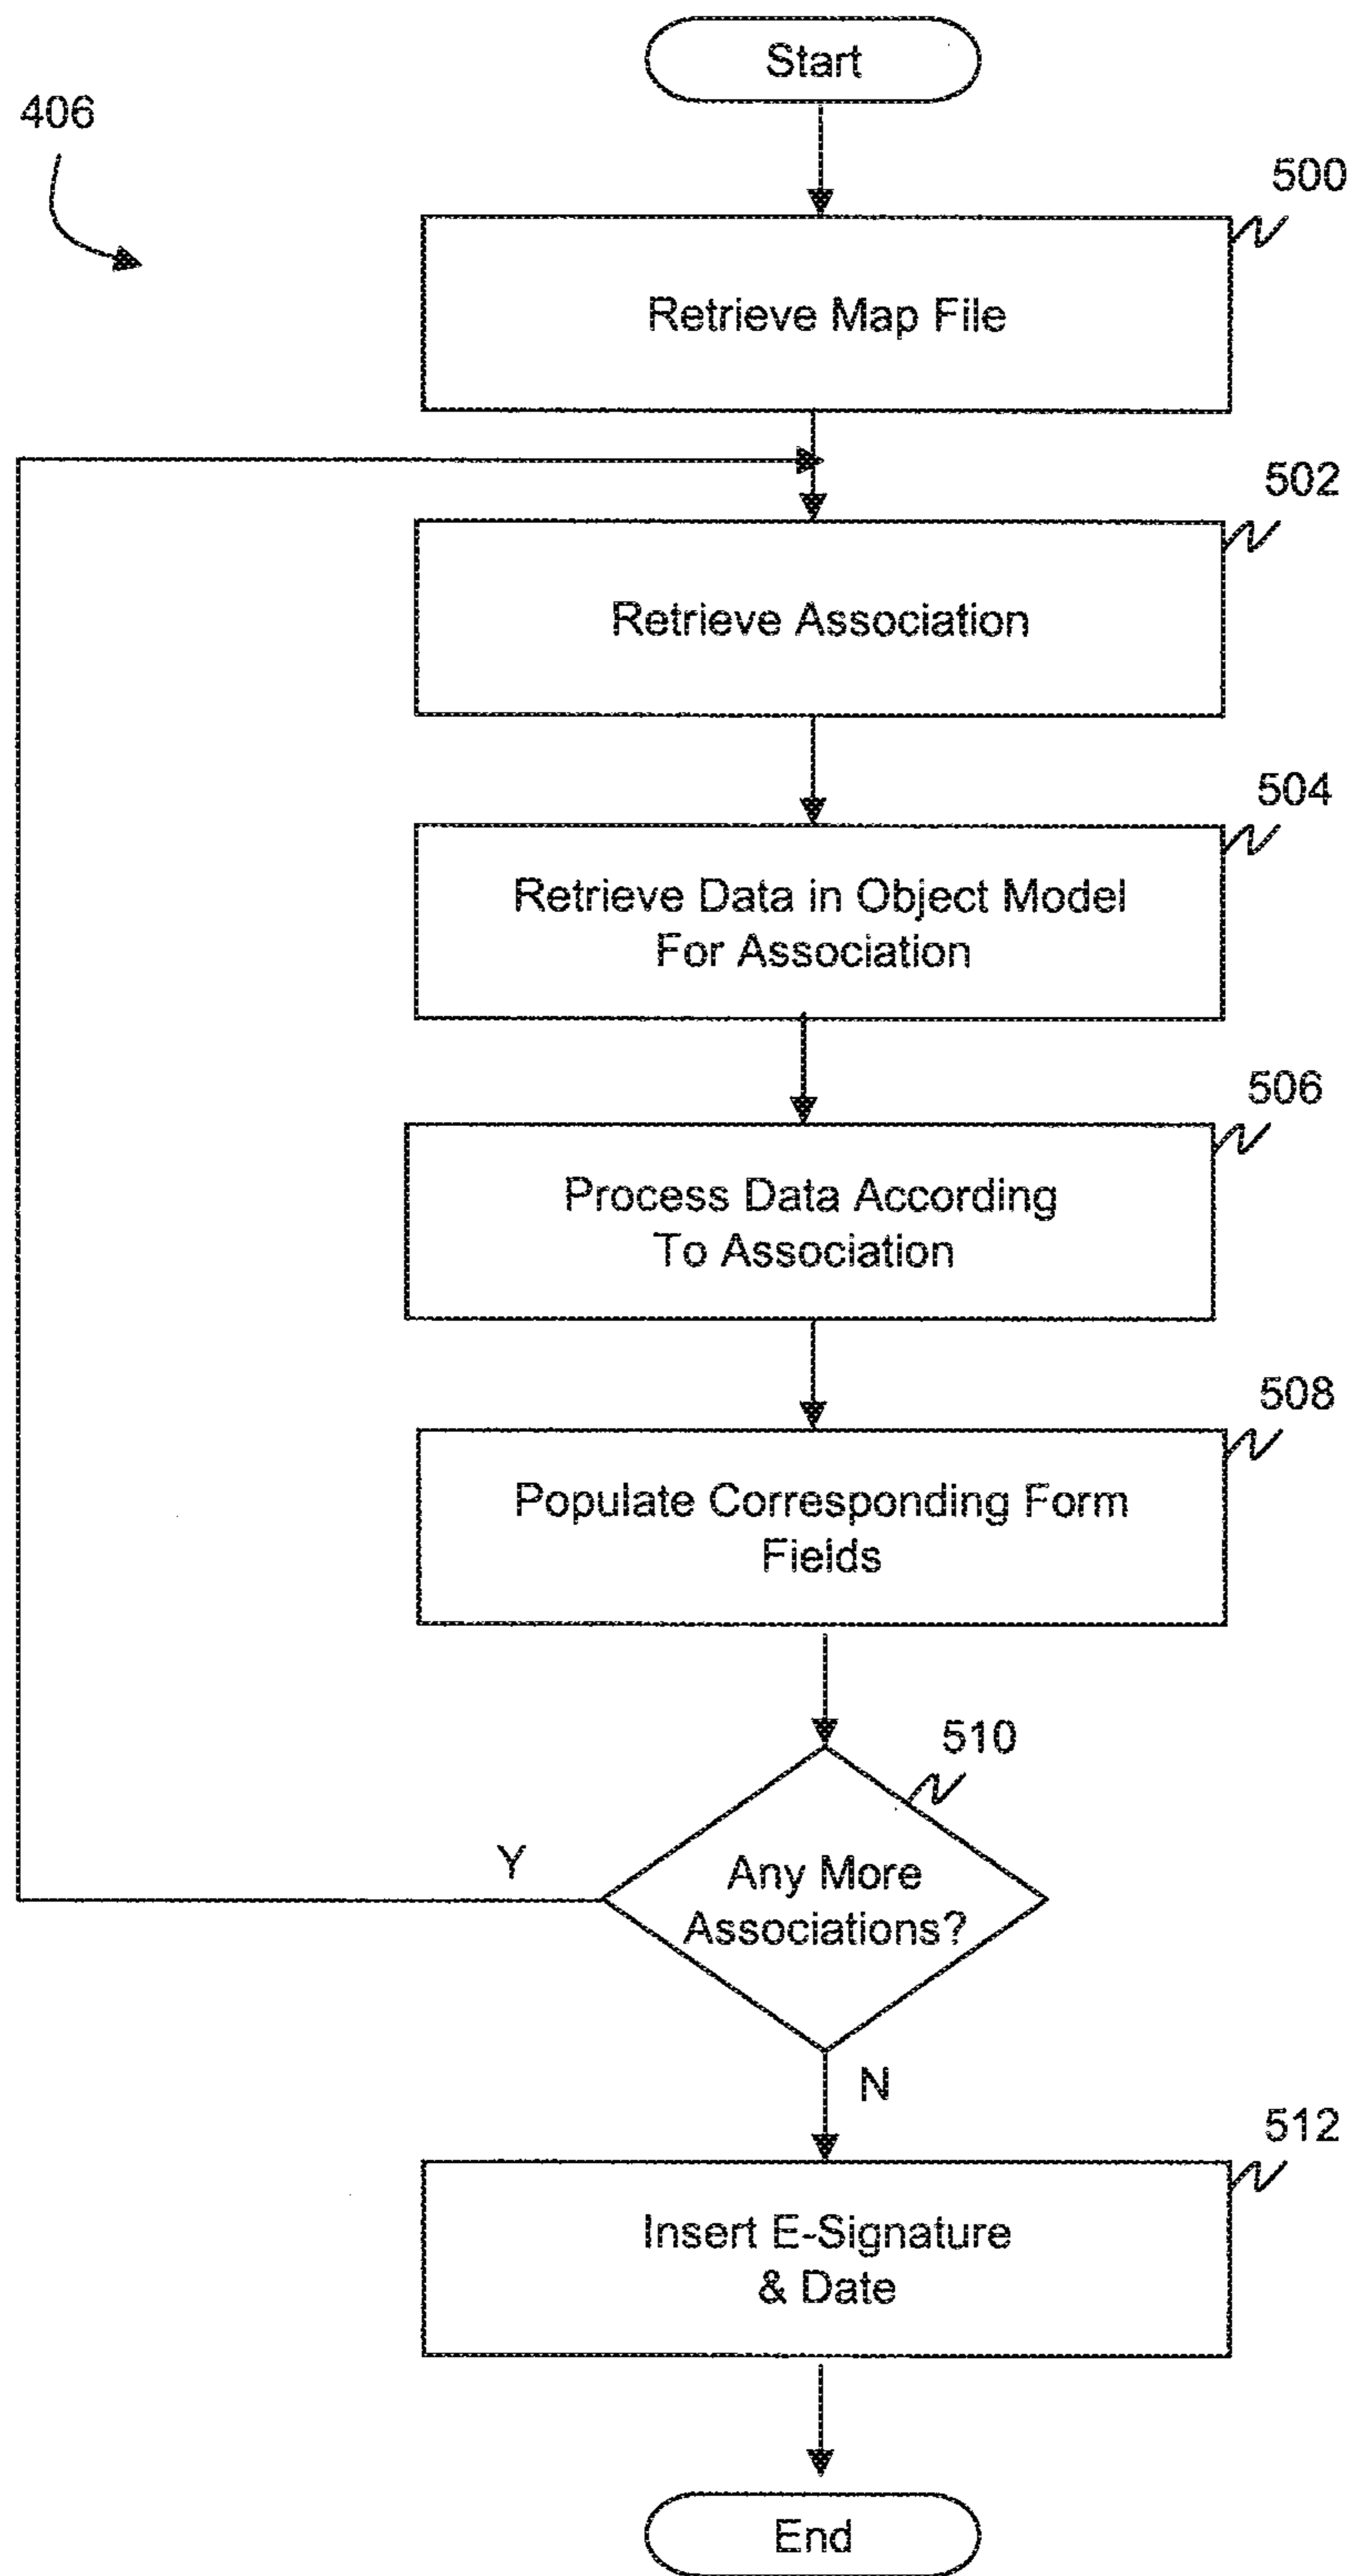 Start
406
500
Retrieve Map File
502
Retrieve Association
504
Retrieve Data in Object Model
For Association
506
Process Data According
To Association
508
Populate Corresponding Form
Fields
510
Any More
Associations?
Y
N
512
Insert E-Signature
& Date
End